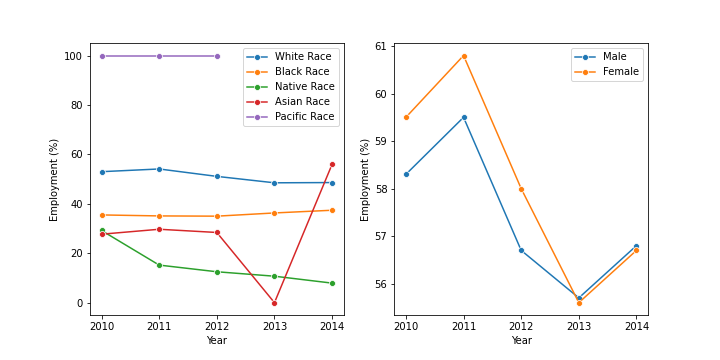 Employment (%)
100
80
60
40
20
0
2010 2011 2012 2013 2014
Year
White Race
Black Race
Native Race
Asian Race
Pacific Race
Employment (%)
61
60
59
58
57
56
2010 2011 2012 2013 2014
Year
Male
Female